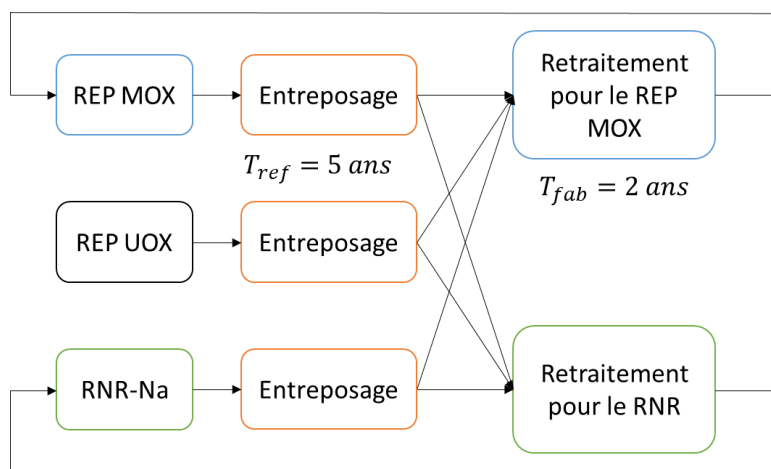 REP MOX
Entreposage
Retraitement
pour le REP
MOX
T_ref = 5 ans
T_fab = 2 ans
REP UOX
Entreposage
RNR-Na
Entreposage
Retraitement
pour le RNR